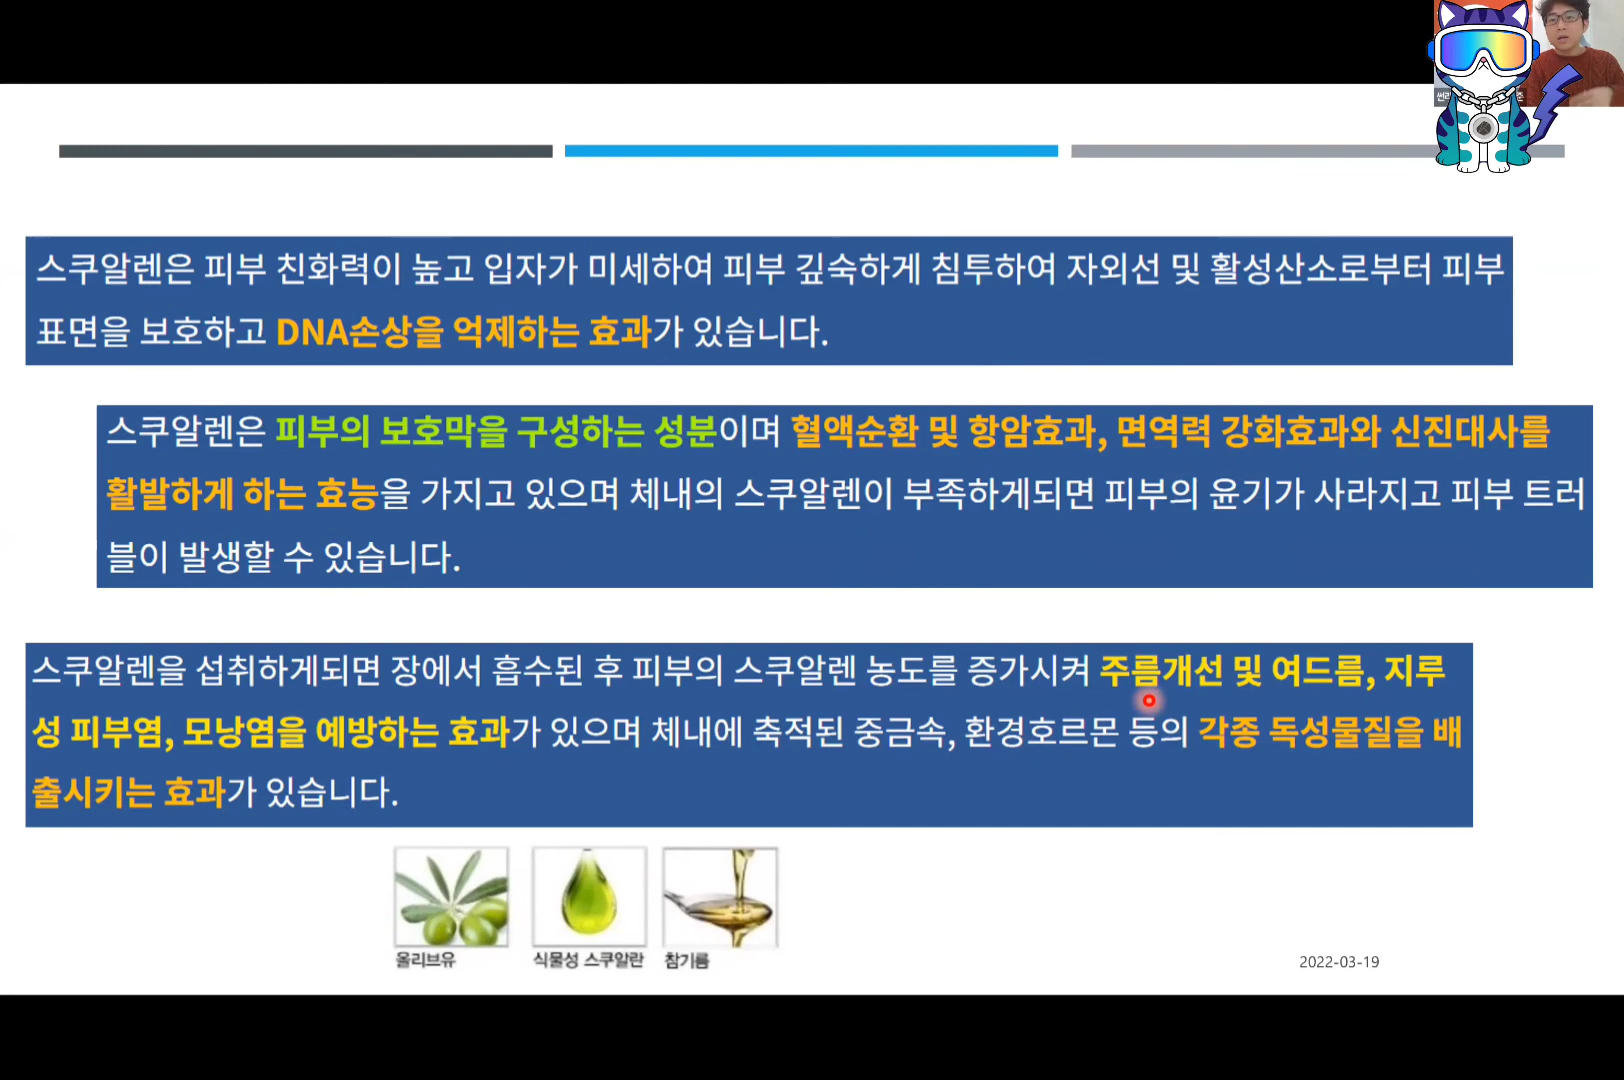 스쿠알렌은 피부 친화력이 높고 입자가 미세하여 피부 깊숙하게 침투하여 자외선 및 활성산소로부터 피부
표면을 보호하고 DNA손상을 억제하는 효과가 있습니다.
스쿠알렌은 피부의 보호막을 구성하는 성분이며 혈액순환 및 항암효과, 면역력 강화효과와 신진대사를
활발하게 하는 효능을 가지고 있으며 체내의 스쿠알렌이 부족하게되면 피부의 윤기가 사라지고 피부 트러
블이 발생할 수 있습니다.
스쿠알렌을 섭취하게되면 장에서 흡수된 후 피부의 스쿠알렌 농도를 증가시켜 주름개선 및 여드름, 지루
성 피부염, 모낭염을 예방하는 효과가 있으며 체내에 축적된 중금속, 환경호르몬 등의 각종 독성물질을 배
출시키는 효과가 있습니다.
올리브유 식물성 스쿠알란 참기름
2022-03-19